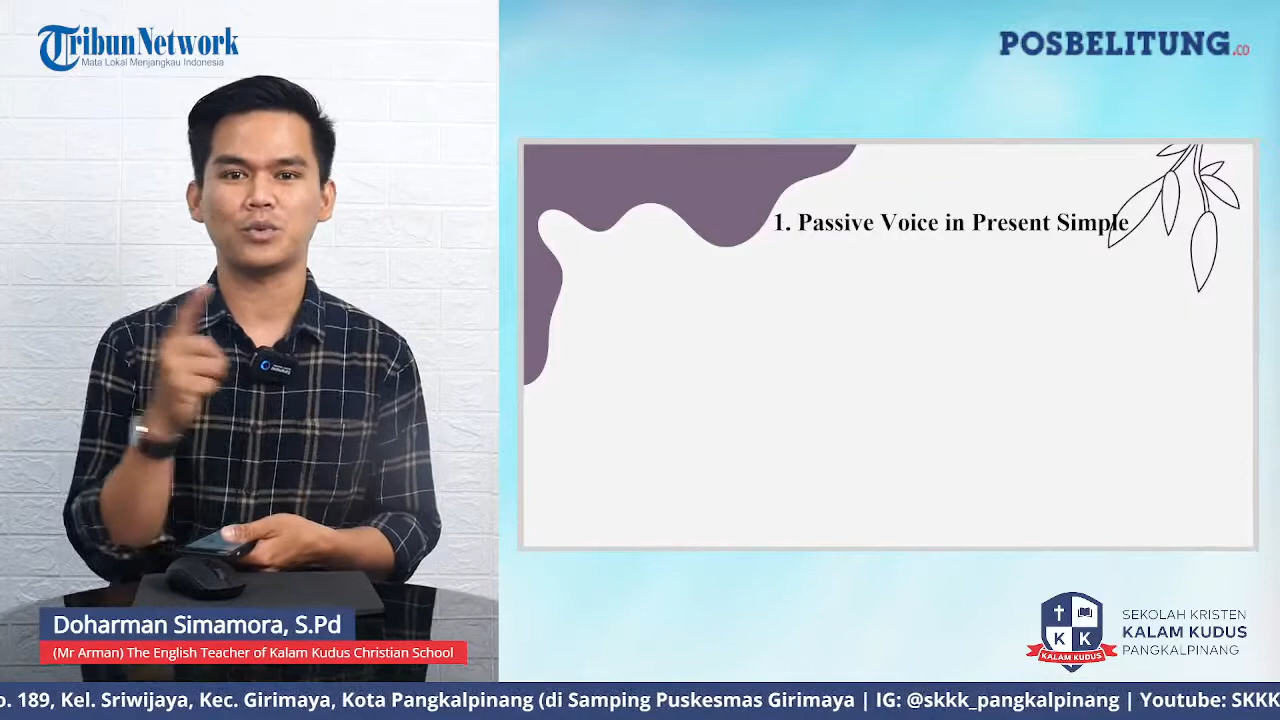 TribunNetwork
Mata Lokal Menjangkau Indonesia
POSBELITUNG.CO
1. Passive Voice in Present Simple
Doharman Simamora, S.Pd
(Mr Arman) The English Teacher of Kalam Kudus Christian School
K K
KALAM KUDUS
SEKOLAH KRISTEN
KALAM KUDUS
PANGKALPINANG
o. 189, Kel. Sriwijaya, Kec. Girimaya, Kota Pangkalpinang (di Samping Puskesmas Girimaya | IG: @skkk_pangkalpinang | Youtube: SKKK